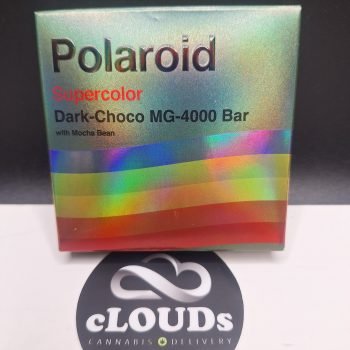 Polaroid
Supercolor
Dark-Choco MG-4000 Bar
with Mocha Bean
cLOUDs
CANNABIS DELIVERY